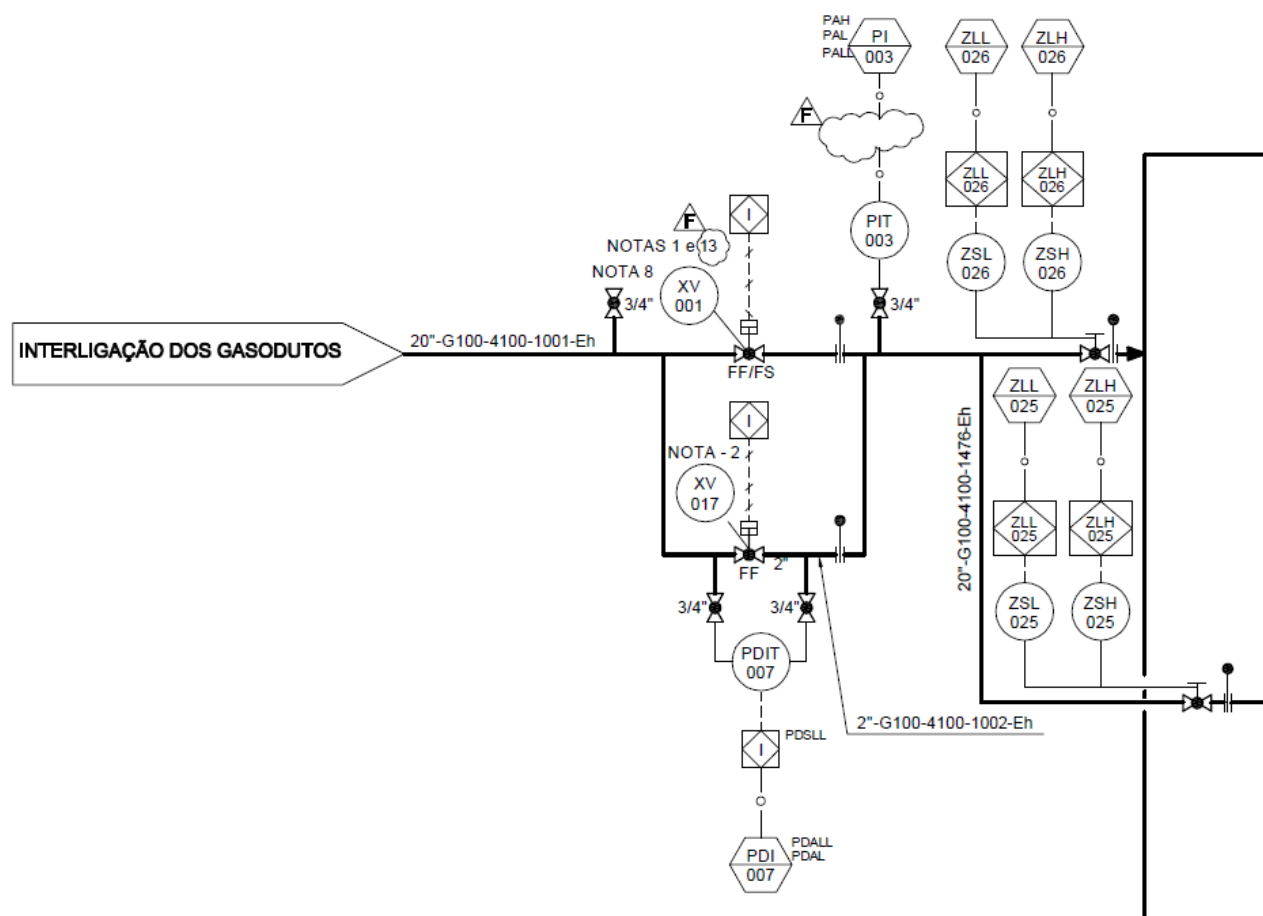 PAH
PAL
PALL
PI
003
ZLL
026
ZLH
026
F
ZLL
026
ZLH
026
I
F
NOTAS 1 e 13
NOTA 8
XV
001
3/4"
PIT
003
ZSL
026
ZSH
026
3/4"
INTERLIGAÇÃO DOS GASODUTOS
20"-G100-4100-1001-Eh
FF/FS
ZLL
025
ZLH
025
I
NOTA - 2
XV
017
20"-G100-4100-1476-Eh
ZLL
025
ZLH
025
FF
2"
3/4"
3/4"
ZSL
025
ZSH
025
PDIT
007
2"-G100-4100-1002-Eh
I
PDSLL
PDI
007
PDALL
PDAL